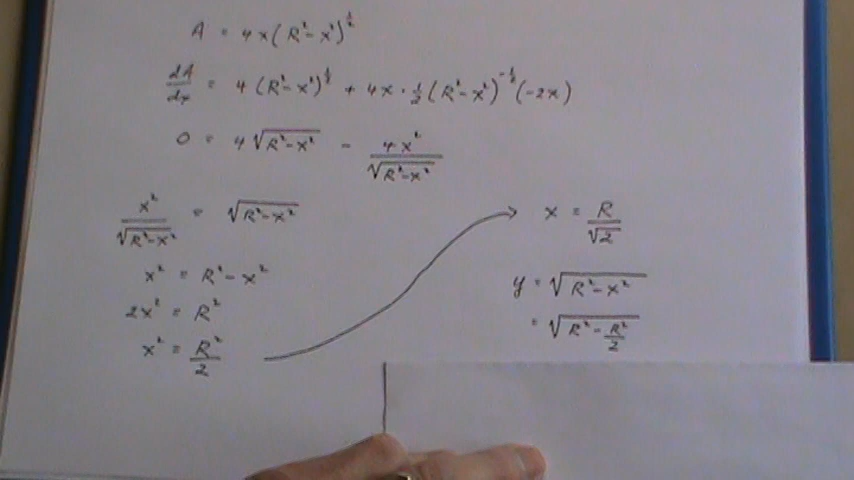 A = 4x(R²-x²)^½
dA/dx = 4(R²-x²)^½ + 4x·½(R²-x²)^-½(-2x)
0 = 4√(R²-x²) - 4x²/√(R²-x²)
x²/√(R²-x²) = √(R²-x²)
x² = R²-x²
2x² = R²
x² = R²/2
x = R/√2
y = √(R²-x²)
= √(R²-R²/2)